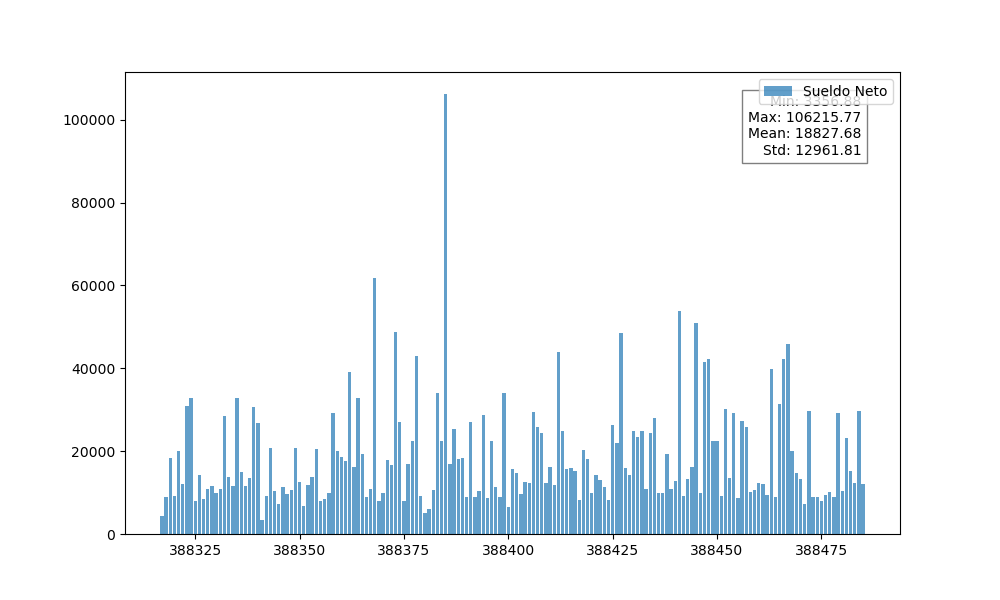 Sueldo Neto
Min: 3356.88
Max: 106215.77
Mean: 18827.68
Std: 12961.81
100000
80000
60000
40000
20000
0
388325 388350 388375 388400 388425 388450 388475